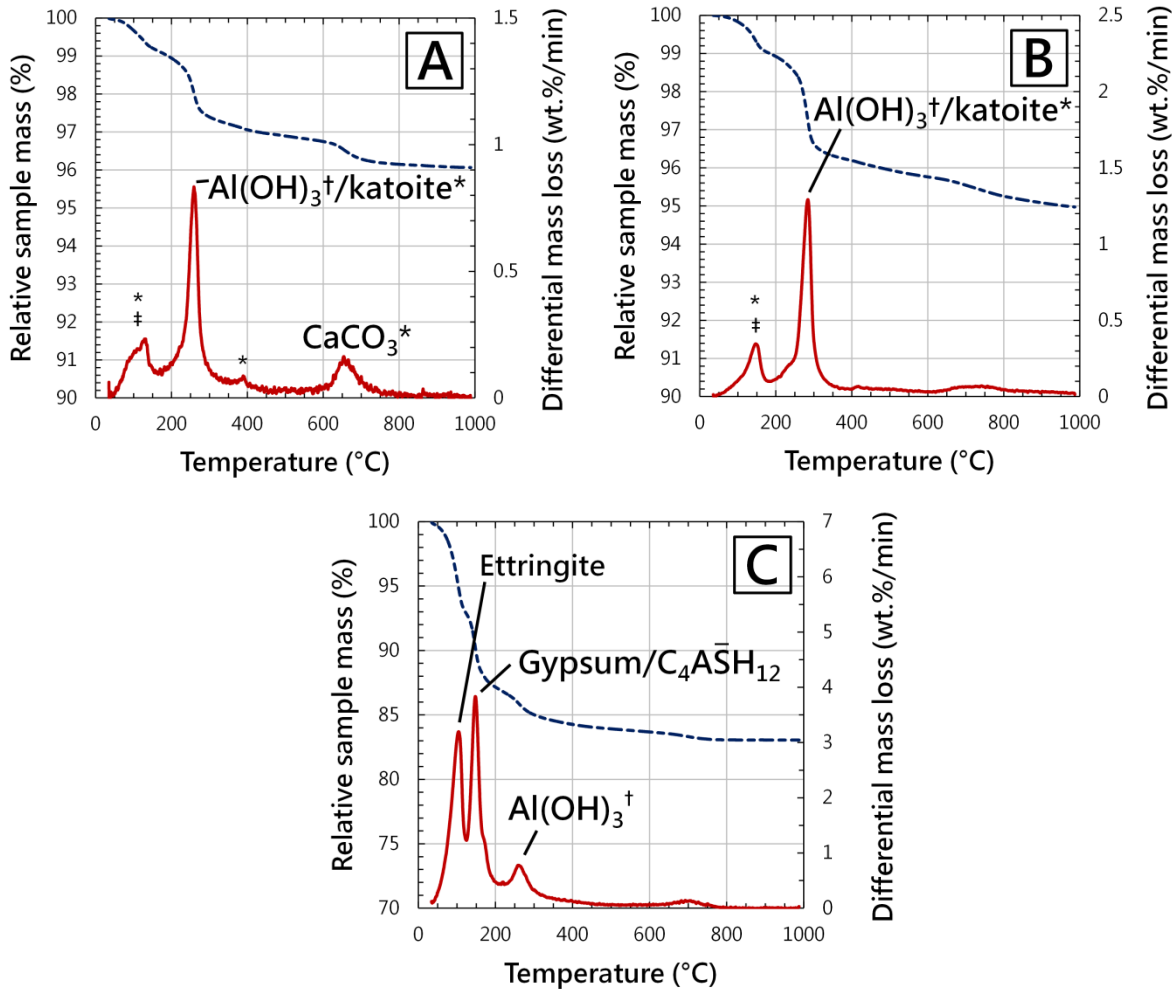 A
Relative sample mass (%)
100
99
98
97
96
95
94
93
92
91
90
1.5
1
0.5
0
Differential mass loss (wt.%/min)
Al(OH)₃†/katoite*
*
‡
*
CaCO₃*
0 200 400 600 800 1000
Temperature (°C)
B
Relative sample mass (%)
100
99
98
97
96
95
94
93
92
91
90
2.5
2
1.5
1
0.5
0
Differential mass loss (wt.%/min)
Al(OH)₃†/katoite*
*
‡
0 200 400 600 800 1000
Temperature (°C)
C
Relative sample mass (%)
100
95
90
85
80
75
70
7
6
5
4
3
2
1
0
Differential mass loss (wt.%/min)
Ettringite
Gypsum/C₄AS̄H₁₂
Al(OH)₃†
0 200 400 600 800 1000
Temperature (°C)